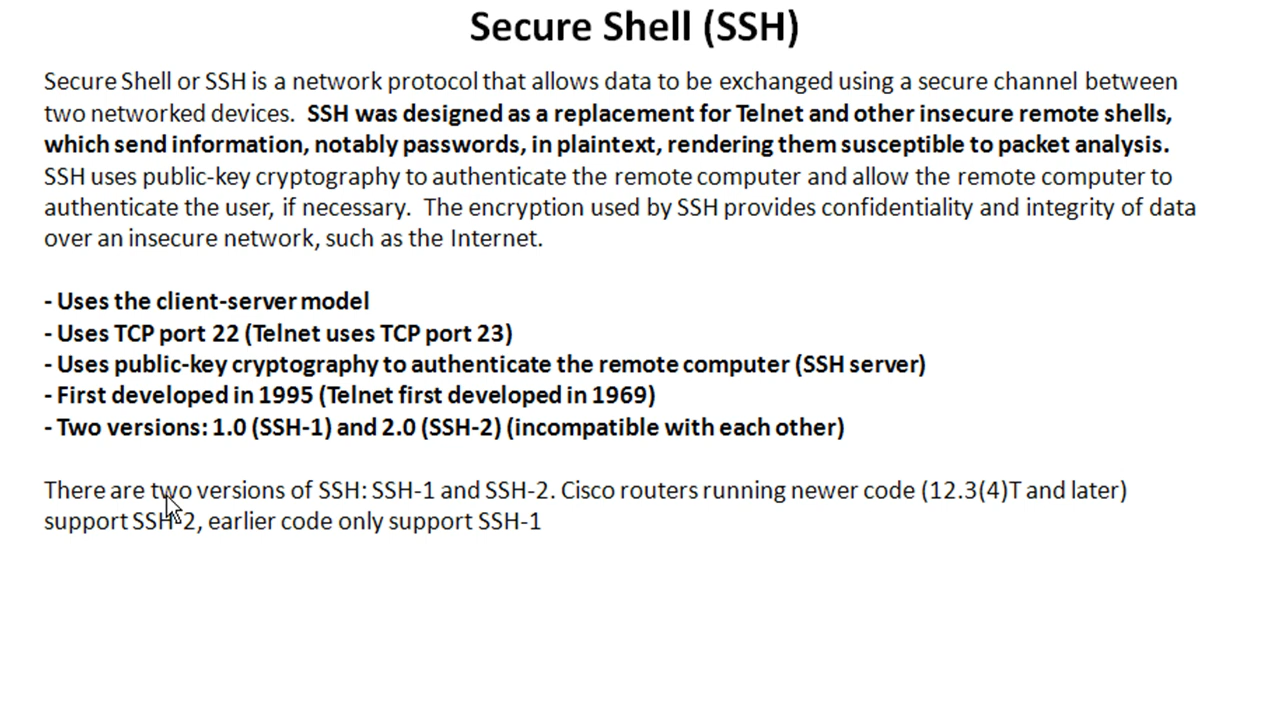 Secure Shell (SSH)
Secure Shell or SSH is a network protocol that allows data to be exchanged using a secure channel between
two networked devices.  SSH was designed as a replacement for Telnet and other insecure remote shells,
which send information, notably passwords, in plaintext, rendering them susceptible to packet analysis.
SSH uses public-key cryptography to authenticate the remote computer and allow the remote computer to
authenticate the user, if necessary.  The encryption used by SSH provides confidentiality and integrity of data
over an insecure network, such as the Internet.
- Uses the client-server model
- Uses TCP port 22 (Telnet uses TCP port 23)
- Uses public-key cryptography to authenticate the remote computer (SSH server)
- First developed in 1995 (Telnet first developed in 1969)
- Two versions: 1.0 (SSH-1) and 2.0 (SSH-2) (incompatible with each other)
There are two versions of SSH: SSH-1 and SSH-2. Cisco routers running newer code (12.3(4)T and later)
support SSH-2, earlier code only support SSH-1